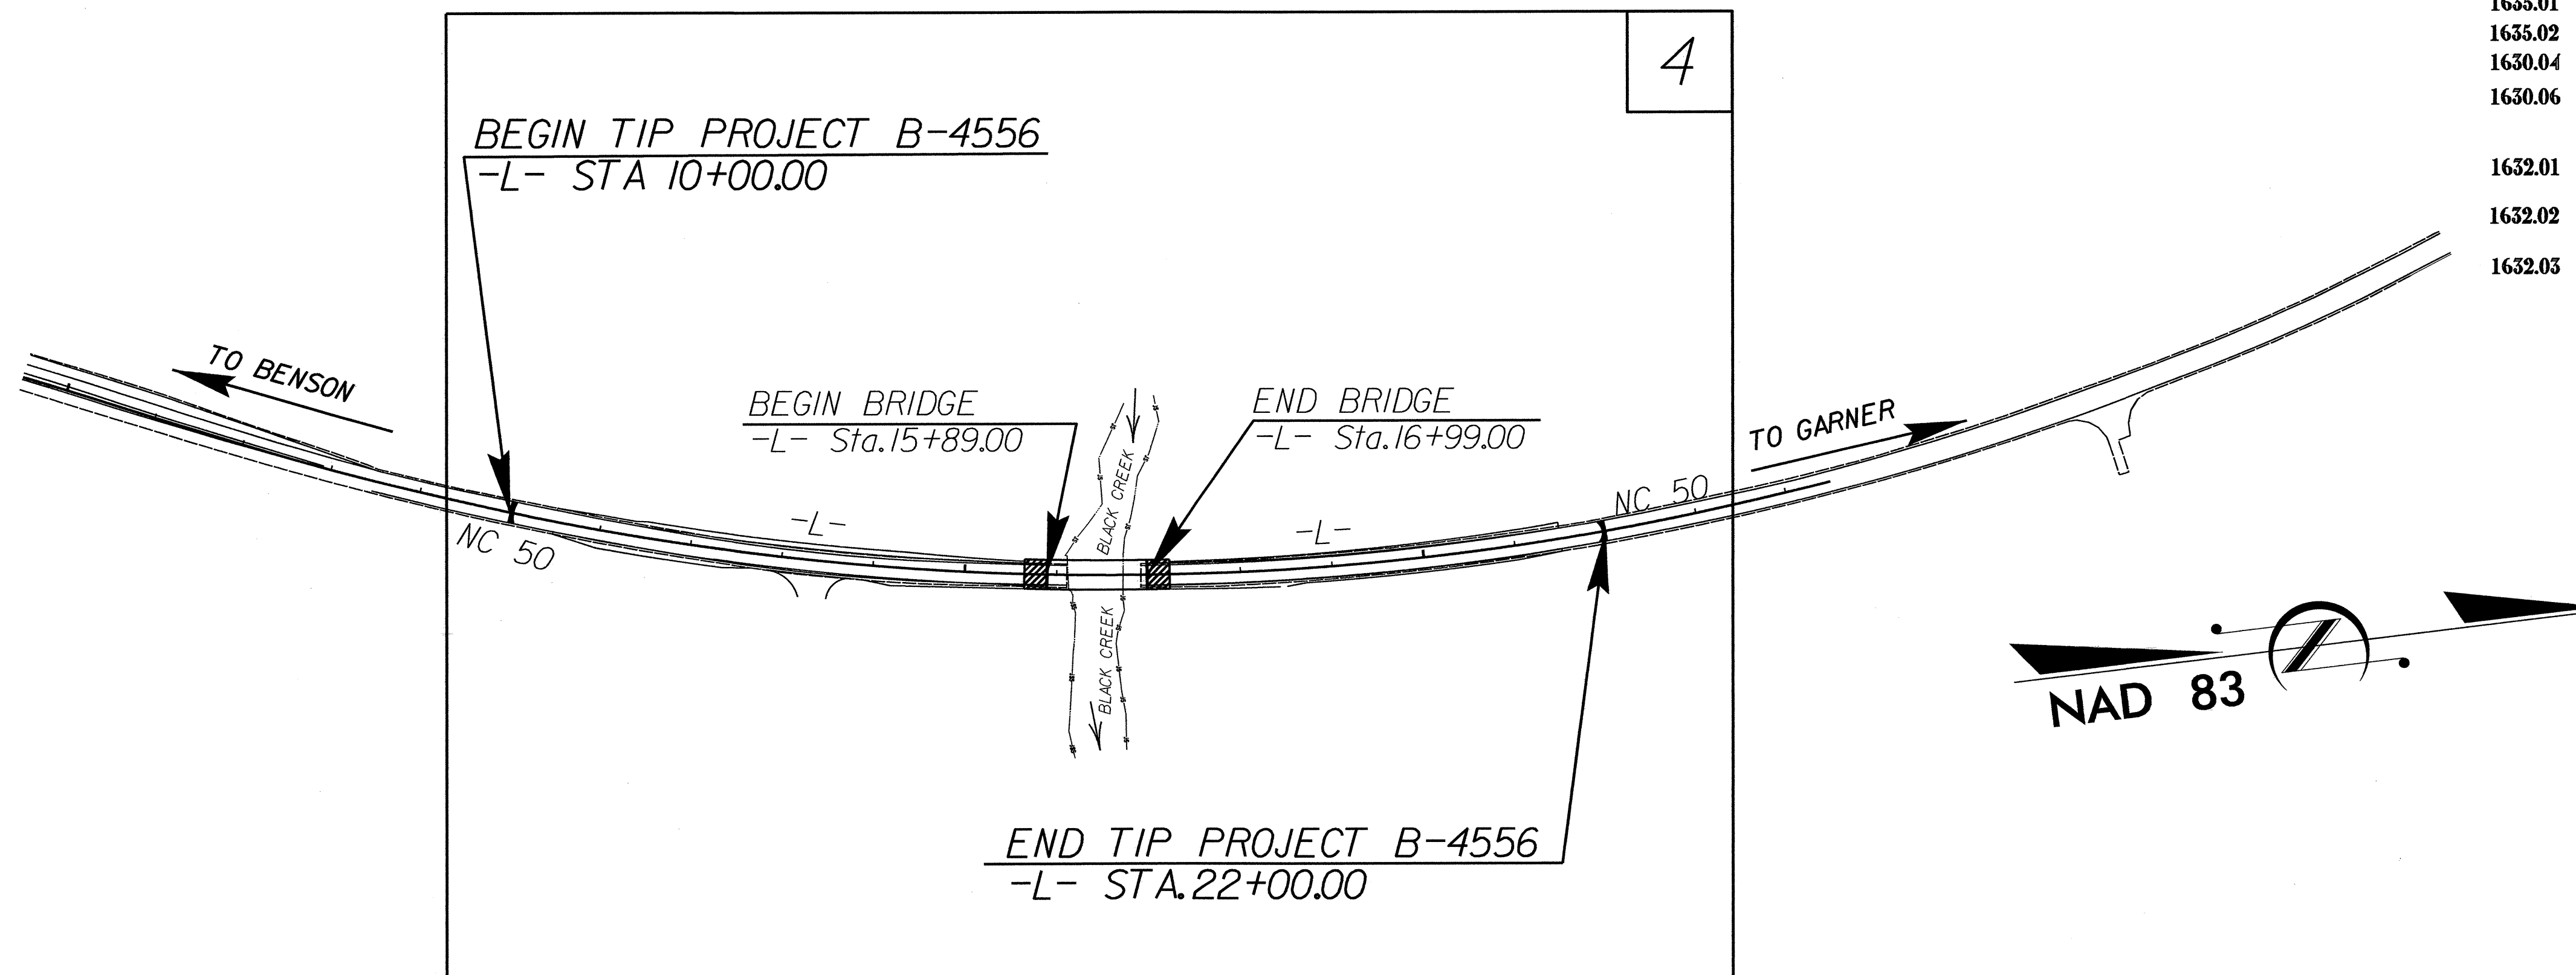 1635.01
1635.02
1630.04
1630.06
1632.01
1632.02
1632.03
4
BEGIN TIP PROJECT B-4556
-L- STA 10+00.00
TO BENSON
BEGIN BRIDGE
-L- Sta.15+89.00
END BRIDGE
-L- Sta.16+99.00
TO GARNER
BLACK CREEK
NC 50
-L-
-L-
NC 50
BLACK CREEK
END TIP PROJECT B-4556
-L- STA.22+00.00
NAD 83